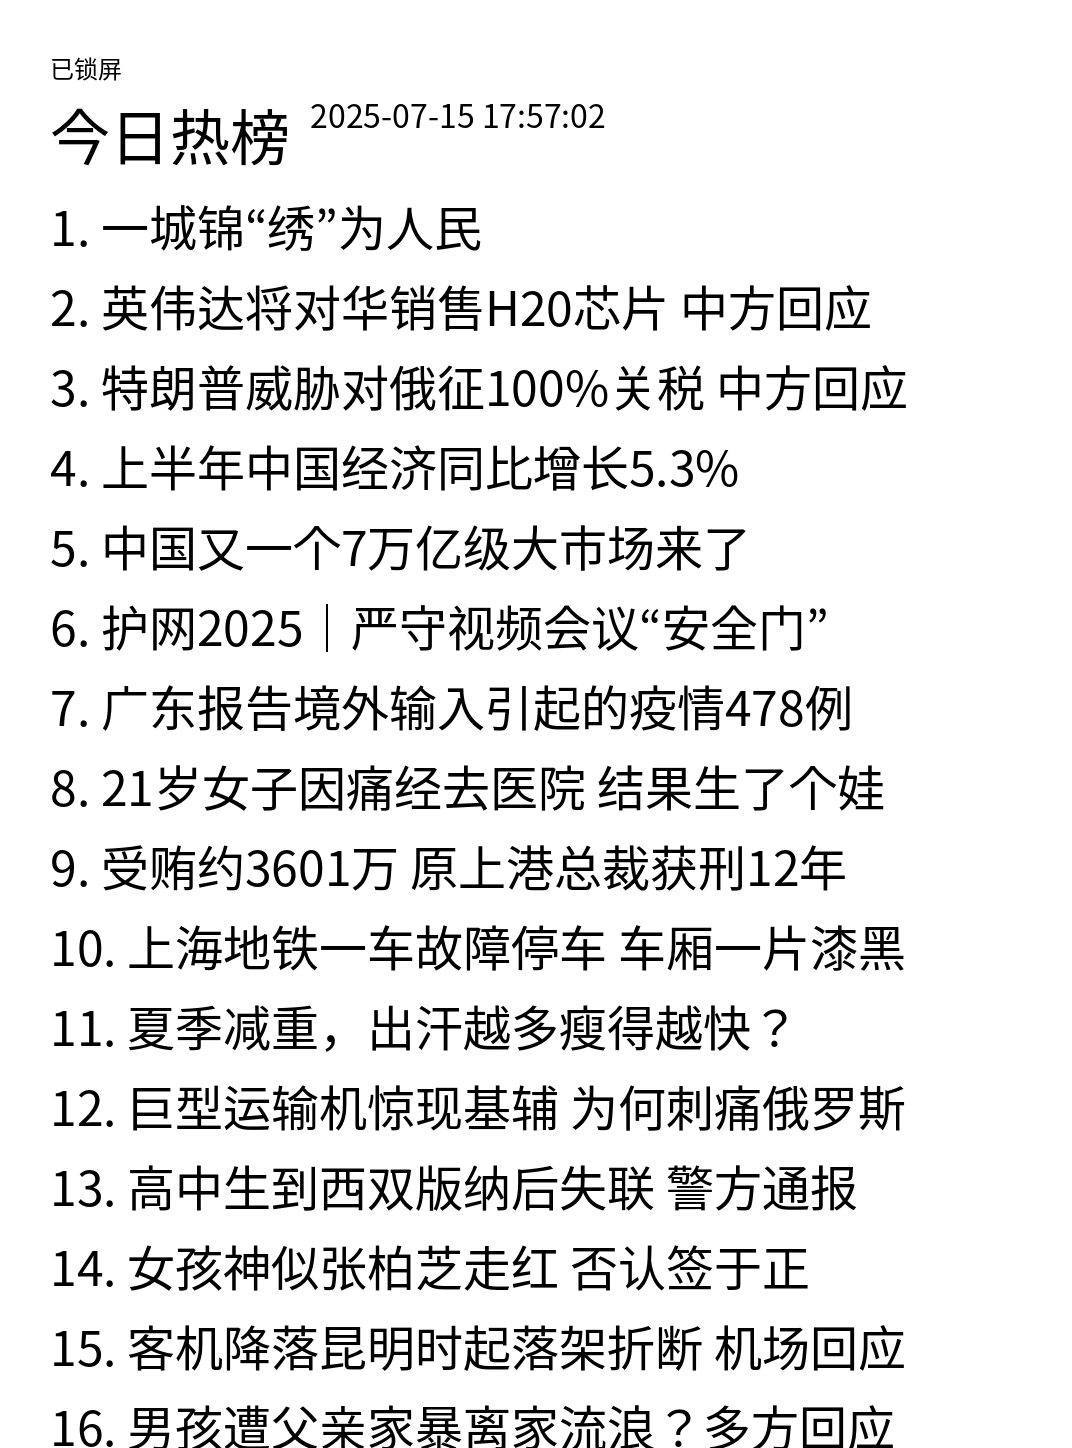 已锁屏
今日热榜 2025-07-15 17:57:02
1. 一城锦“绣”为人民
2. 英伟达将对华销售H20芯片 中方回应
3. 特朗普威胁对俄征100%关税 中方回应
4. 上半年中国经济同比增长5.3%
5. 中国又一个7万亿级大市场来了
6. 护网2025｜严守视频会议“安全门”
7. 广东报告境外输入引起的疫情478例
8. 21岁女子因痛经去医院 结果生了个娃
9. 受贿约3601万 原上港总裁获刑12年
10. 上海地铁一车故障停车 车厢一片漆黑
11. 夏季减重，出汗越多瘦得越快？
12. 巨型运输机惊现基辅 为何刺痛俄罗斯
13. 高中生到西双版纳后失联 警方通报
14. 女孩神似张柏芝走红 否认签于正
15. 客机降落昆明时起落架折断 机场回应
16. 男孩遭父亲家暴离家流浪？多方回应